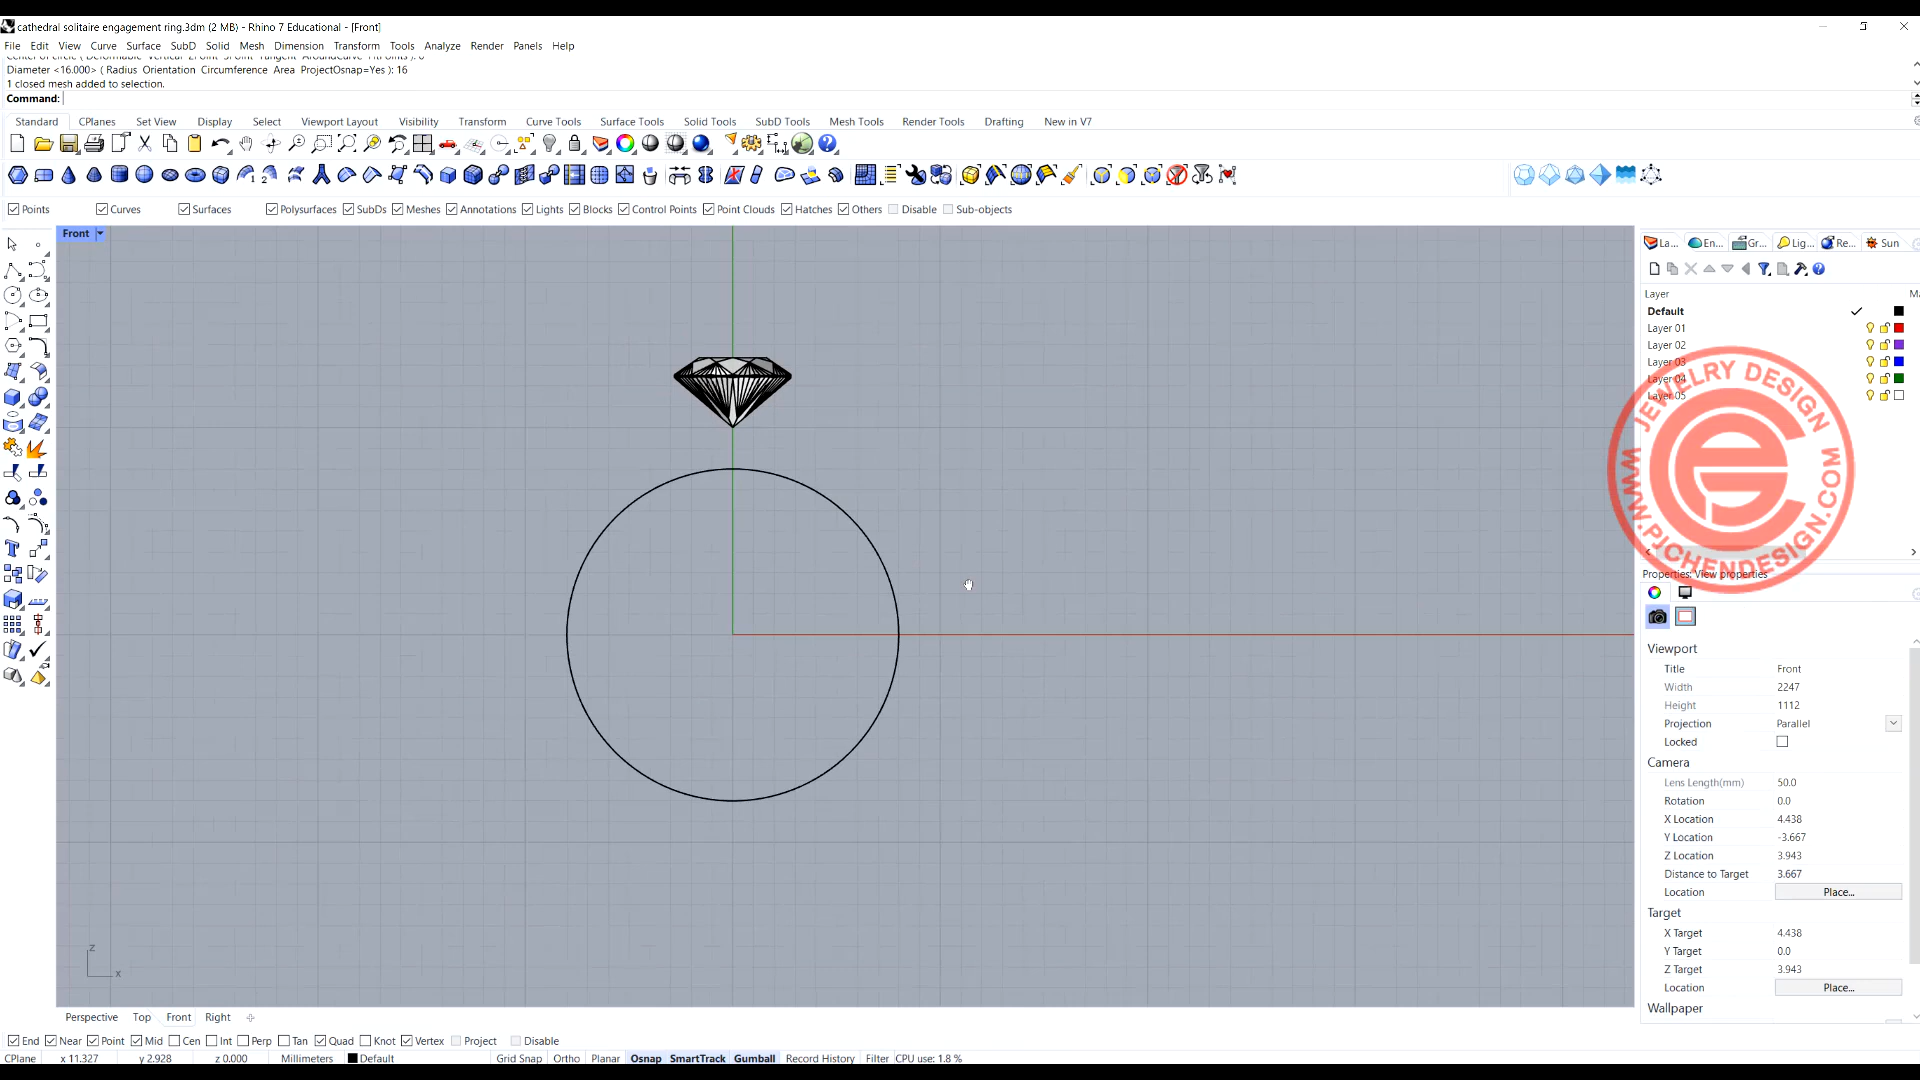 cathedral solitaire engagement ring.3dm (2 MB) - Rhino 7 Educational - [Front]
File Edit View Curve Surface SubD Solid Mesh Dimension Transform Tools Analyze Render Panels Help
Diameter <16.000> ( Radius Orientation Circumference Area ProjectOsnap=Yes ): 16
1 closed mesh added to selection.
Command:
Standard CPlanes Set View Display Select Viewport Layout Visibility Transform Curve Tools Surface Tools Solid Tools SubD Tools Mesh Tools Render Tools Drafting New in V7
Points Curves Surfaces Polysurfaces SubDs Meshes Annotations Lights Blocks Control Points Point Clouds Hatches Others Disable Sub-objects
Front
La... En... Gr... Lig... Re... Sun
Layer
Default
Layer 01
Layer 02
Layer 03
Layer 04
Layer 05
JEWELRY DESIGN
WWW.PJCHENDESIGN.COM
Properties: View properties
Viewport
Title Front
Width 2247
Height 1112
Projection Parallel
Locked
Camera
Lens Length(mm) 50.0
Rotation 0.0
X Location 4.438
Y Location -3.667
Z Location 3.943
Distance to Target 3.667
Location Place...
Target
X Target 4.438
Y Target 0.0
Z Target 3.943
Location Place...
Wallpaper
z
x
Perspective Top Front Right
End Near Point Mid Cen Int Perp Tan Quad Knot Vertex Project Disable
CPlane x 11.327 y 2.928 z 0.000 Millimeters Default Grid Snap Ortho Planar Osnap SmartTrack Gumball Record History Filter CPU use: 1.8 %